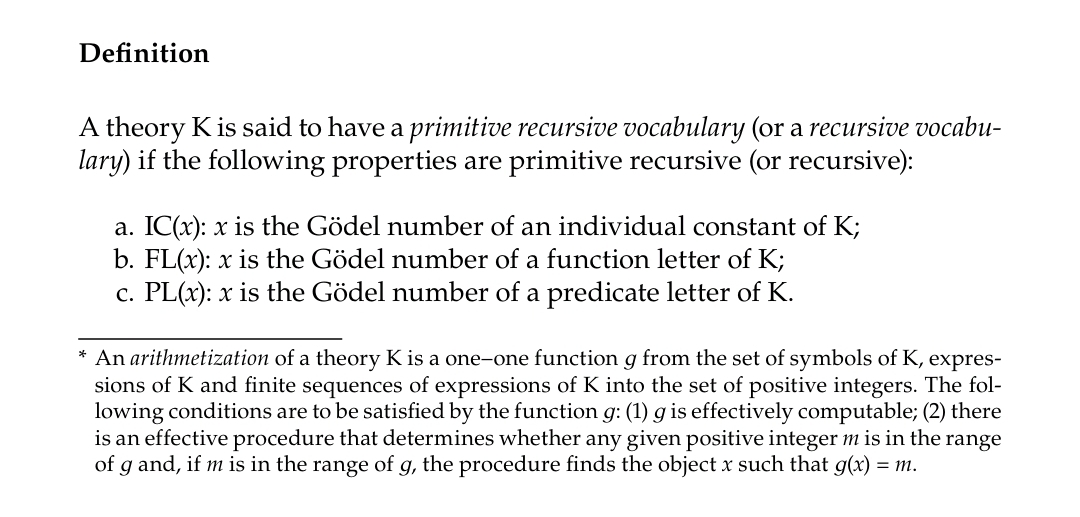 Definition
A theory K is said to have a primitive recursive vocabulary (or a recursive vocabu-
lary) if the following properties are primitive recursive (or recursive):
a. IC(x): x is the Gödel number of an individual constant of K;
b. FL(x): x is the Gödel number of a function letter of K;
c. PL(x): x is the Gödel number of a predicate letter of K.
* An arithmetization of a theory K is a one–one function g from the set of symbols of K, expres-
sions of K and finite sequences of expressions of K into the set of positive integers. The fol-
lowing conditions are to be satisfied by the function g: (1) g is effectively computable; (2) there
is an effective procedure that determines whether any given positive integer m is in the range
of g and, if m is in the range of g, the procedure finds the object x such that g(x) = m.